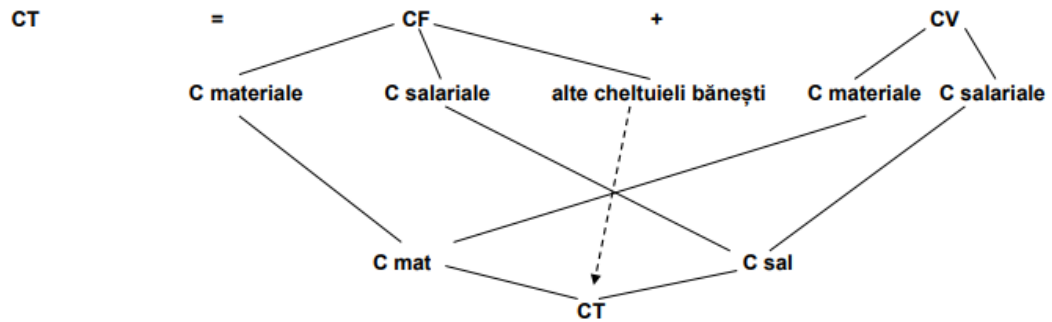 CT = CF + CV
C materiale C salariale alte cheltuieli bănești C materiale C salariale
C mat C sal
CT